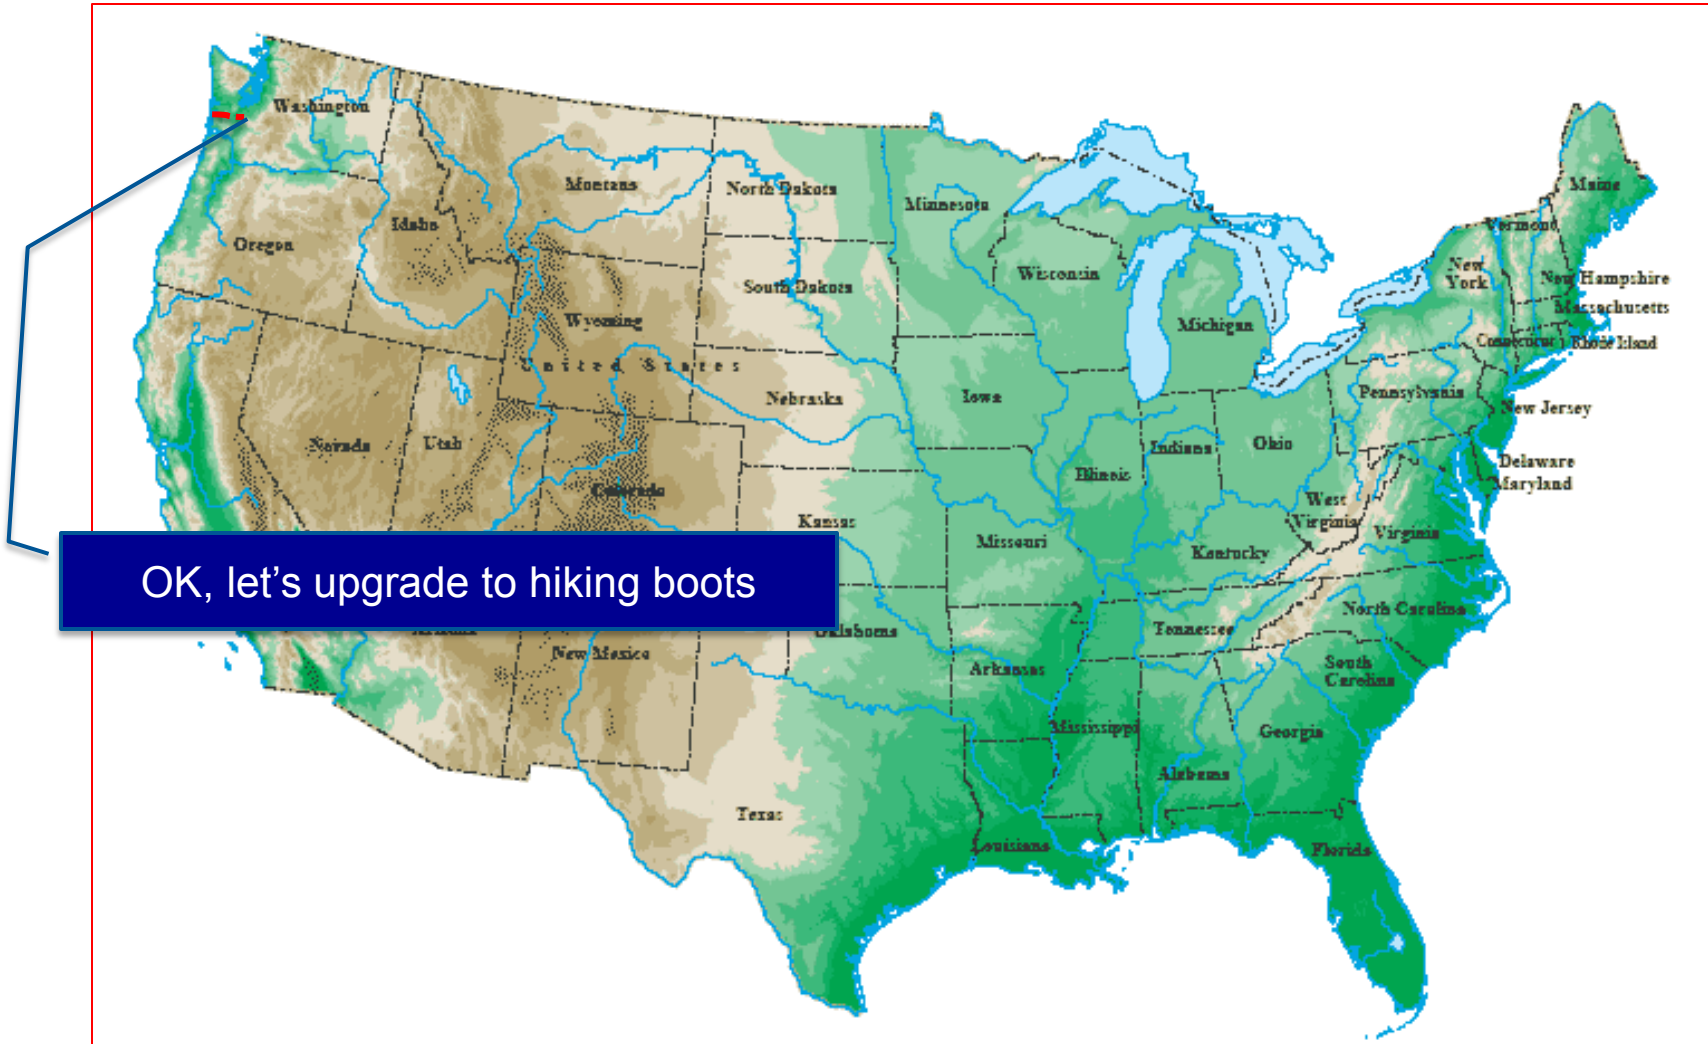 Washington
Maine
Montana
North Dakota
Minnesota
Idaho
Vermont
Oregon
Wisconsin
New
York
New Hampshire
South Dakota
Massachusetts
Wyoming
Michigan
Connecticut
Rhode Island
United States
Nebraska
Iowa
Pennsylvania
New Jersey
Nevada
Utah
Indiana
Ohio
Illinois
Delaware
Maryland
Colorado
West
Virginia
Kansas
Missouri
Virginia
Kentucky
OK, let’s upgrade to hiking boots
North Carolina
Arizona
Oklahoma
Tennessee
New Mexico
Arkansas
South
Carolina
Mississippi
Georgia
Alabama
Texas
Louisiana
Florida